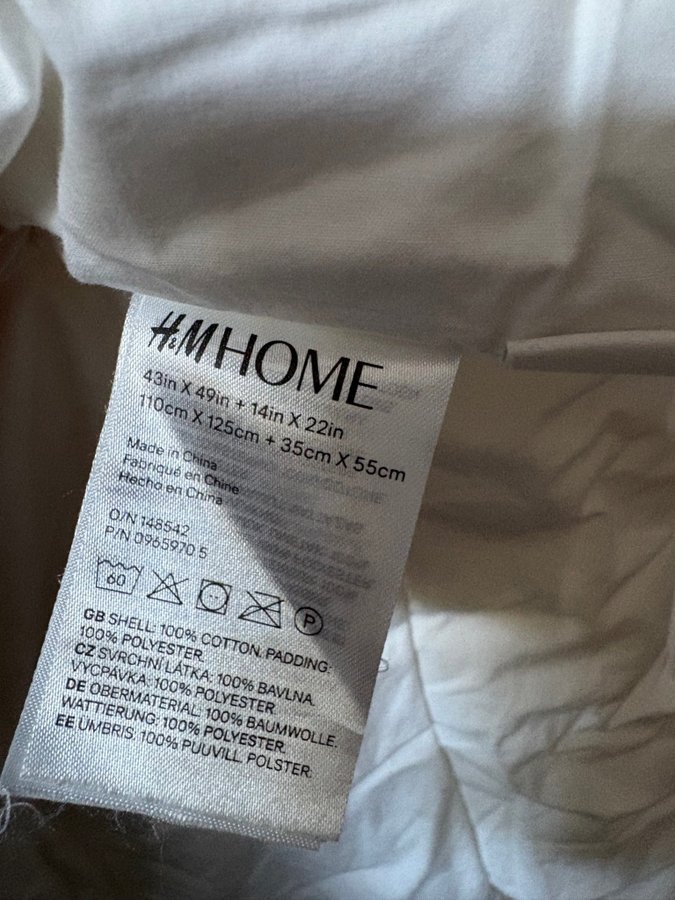 H&M HOME
43in X 49in + 14in X 22in
110cm X 125cm + 35cm X 55cm
Made in China
Fabriqué en Chine
Hecho en China
O/N 148542
P/N 0965970 5
60
P
GB SHELL: 100% COTTON. PADDING:
100% POLYESTER.
CZ SVRCHNÍ LÁTKA: 100% BAVLNA.
VÝCPÁVKA: 100% POLYESTER.
DE OBERMATERIAL: 100% BAUMWOLLE.
WATTIERUNG: 100% POLYESTER.
EE ÜMBRIS: 100% PUUVILL. POLSTER: